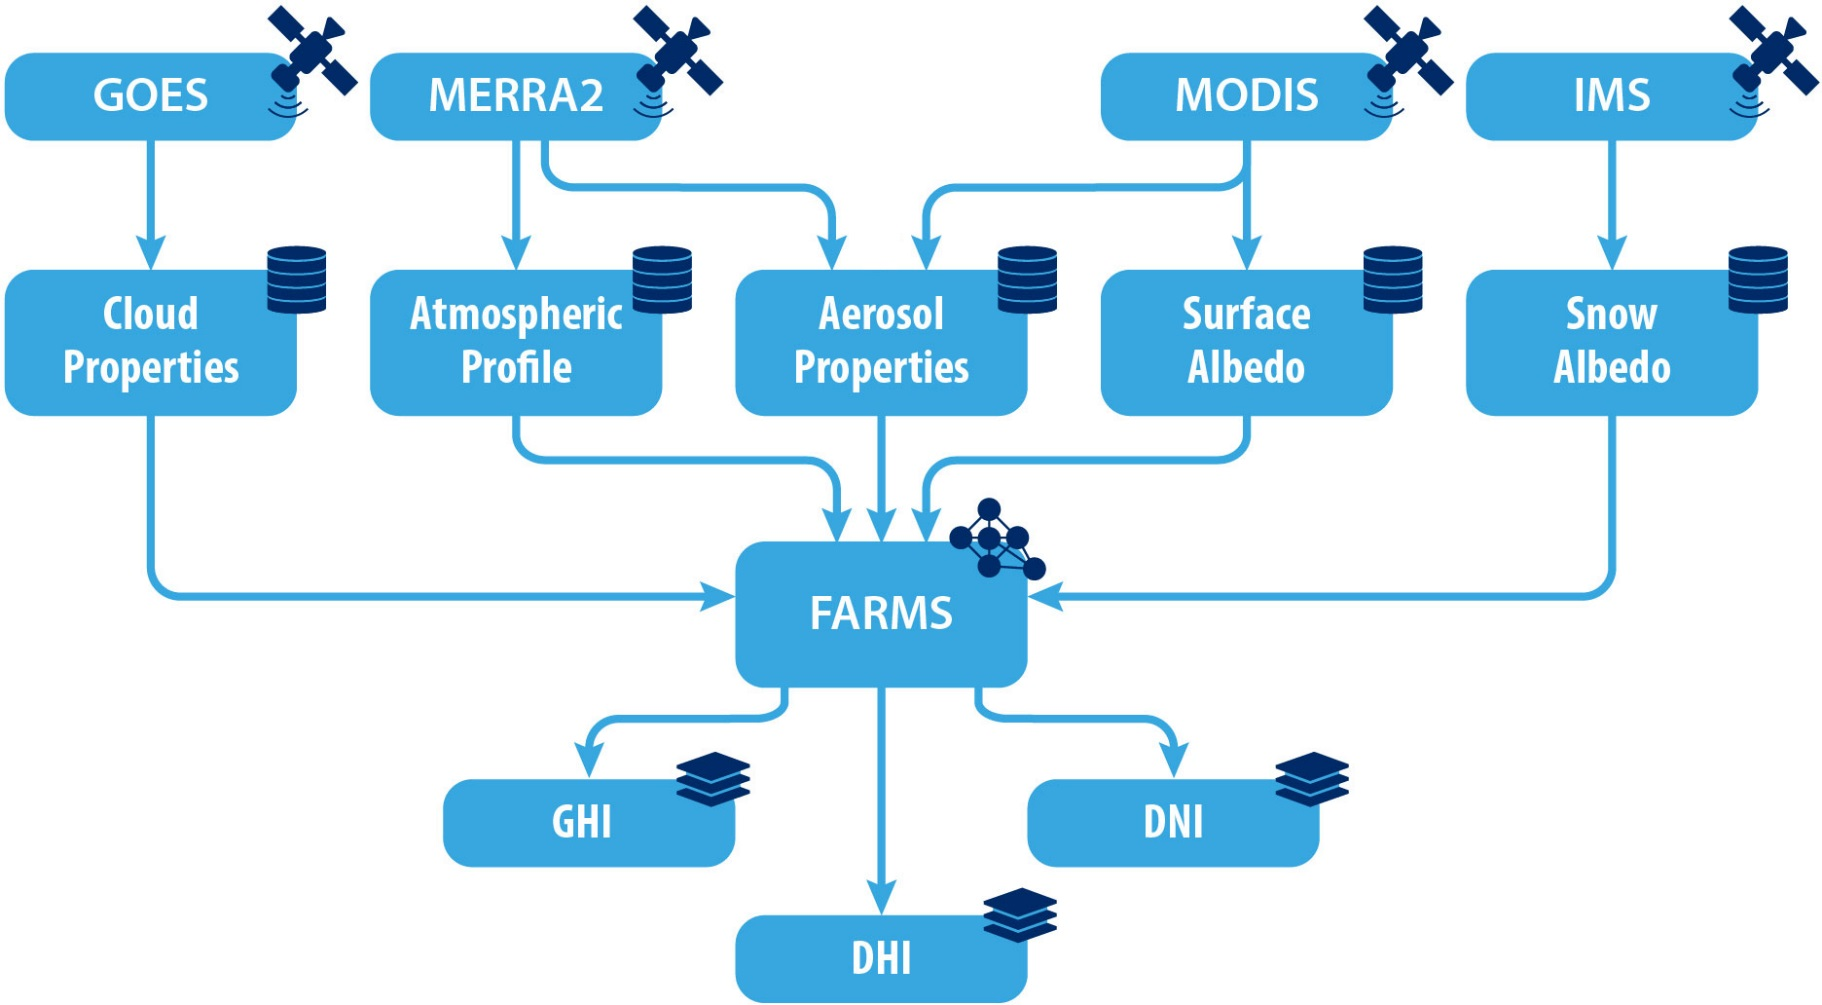 GOES
MERRA2
MODIS
IMS
Cloud
Properties
Atmospheric
Profile
Aerosol
Properties
Surface
Albedo
Snow
Albedo
FARMS
GHI
DNI
DHI